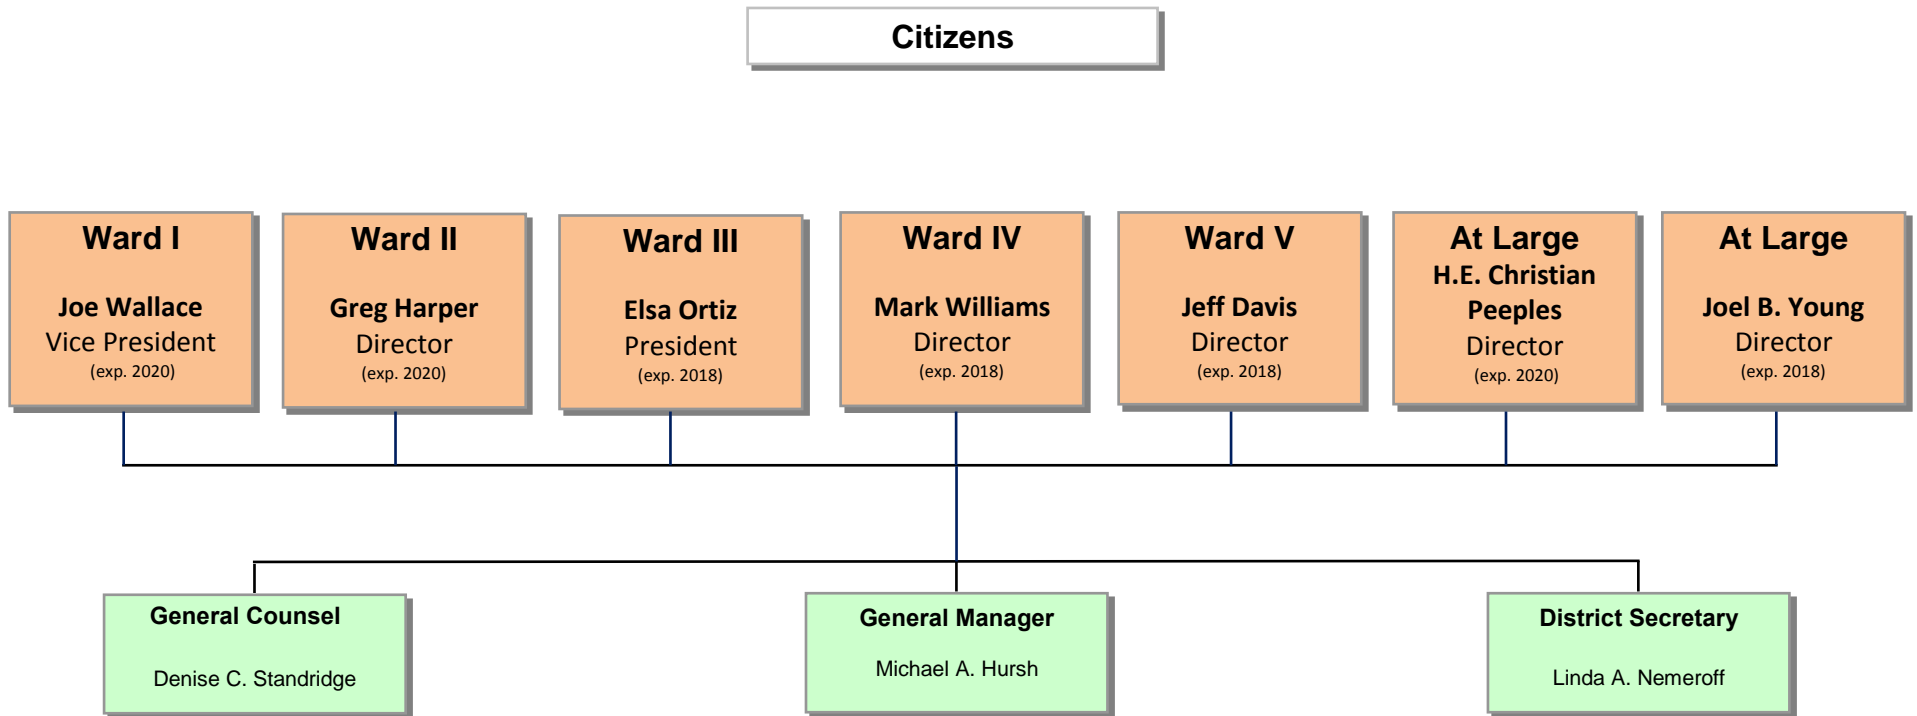 Citizens
Ward I
Joe Wallace
Vice President
(exp. 2020)
Ward II
Greg Harper
Director
(exp. 2020)
Ward III
Elsa Ortiz
President
(exp. 2018)
Ward IV
Mark Williams
Director
(exp. 2018)
Ward V
Jeff Davis
Director
(exp. 2018)
At Large
H.E. Christian
Peeples
Director
(exp. 2020)
At Large
Joel B. Young
Director
(exp. 2018)
General Counsel
Denise C. Standridge
General Manager
Michael A. Hursh
District Secretary
Linda A. Nemeroff